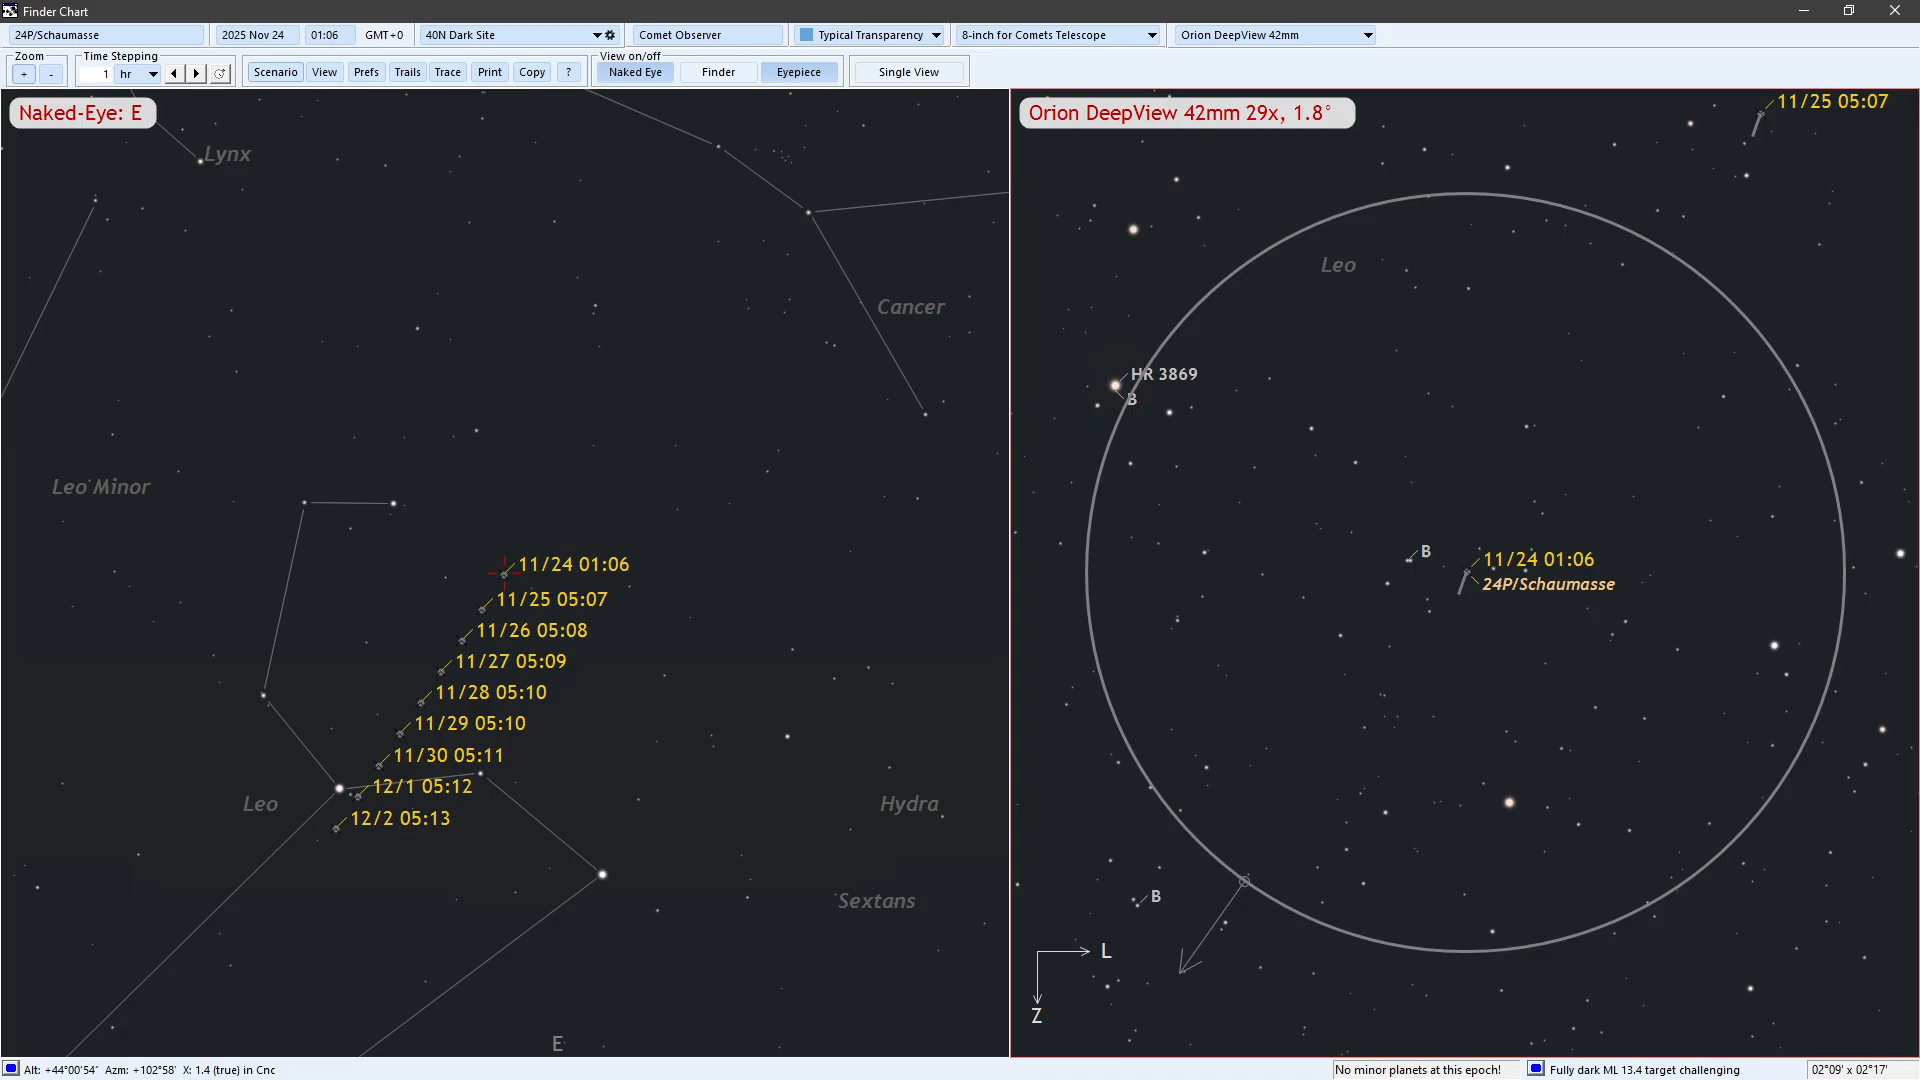 Finder Chart
24P/Schaumasse
2025 Nov 24
01:06
GMT+0
40N Dark Site
Comet Observer
Typical Transparency
8-inch for Comets Telescope
Orion DeepView 42mm
Zoom
+
-
Time Stepping
1
hr
Scenario
View
Prefs
Trails
Trace
Print
Copy
?
View on/off
Naked Eye
Finder
Eyepiece
Single View
Naked-Eye: E
Lynx
Cancer
Leo Minor
11/24 01:06
11/25 05:07
11/26 05:08
11/27 05:09
11/28 05:10
11/29 05:10
11/30 05:11
12/1 05:12
12/2 05:13
Leo
Hydra
Sextans
E
Orion DeepView 42mm 29x, 1.8°
11/25 05:07
Leo
HR 3869
B
B
11/24 01:06
24P/Schaumasse
B
L
Z
Alt: +44°00'54" Azm: +102°58' X: 1.4 (true) in Cnc
No minor planets at this epoch!
Fully dark ML 13.4 target challenging
02°09' x 02°17'